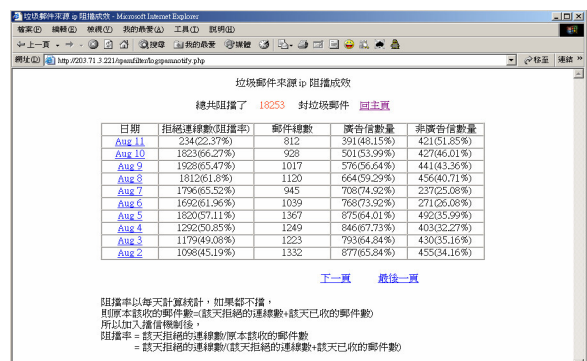 垃圾郵件來源 ip 阻擋成效 - Microsoft Internet Explorer
檔案(F) 編輯(E) 檢視(V) 我的最愛(A) 工具(T) 說明(H)
上一頁 搜尋 我的最愛 媒體
網址(D) http://203.71.3.221/spamfilter/logspamnotify.php 移至 連結 »
垃圾郵件來源 ip 阻擋成效
總共阻擋了 18253 封垃圾郵件 回主頁
日期 拒絕連線數(阻擋率) 郵件總數 廣告信數量 非廣告信數量
Aug 11 234(22.37%) 812 391(48.15%) 421(51.85%)
Aug 10 1823(66.27%) 928 501(53.99%) 427(46.01%)
Aug 9 1928(65.47%) 1017 576(56.64%) 441(43.36%)
Aug 8 1812(61.8%) 1120 664(59.29%) 456(40.71%)
Aug 7 1796(65.52%) 945 708(74.92%) 237(25.08%)
Aug 6 1692(61.96%) 1039 768(73.92%) 271(26.08%)
Aug 5 1820(57.11%) 1367 875(64.01%) 492(35.99%)
Aug 4 1292(50.85%) 1249 846(67.73%) 403(32.27%)
Aug 3 1179(49.08%) 1223 793(64.84%) 430(35.16%)
Aug 2 1098(45.19%) 1332 877(65.84%) 455(34.16%)
下一頁 最後一頁
阻擋率以每天計算統計，如果都不擋，
則原本該收的郵件數=(該天拒絕的連線數+該天已收的郵件數)
所以加入擋信機制後，
阻擋率 = 該天拒絕的連線數/原本該收的郵件數
= 該天拒絕的連線數/(該天拒絕的連線數+該天已收的郵件數)